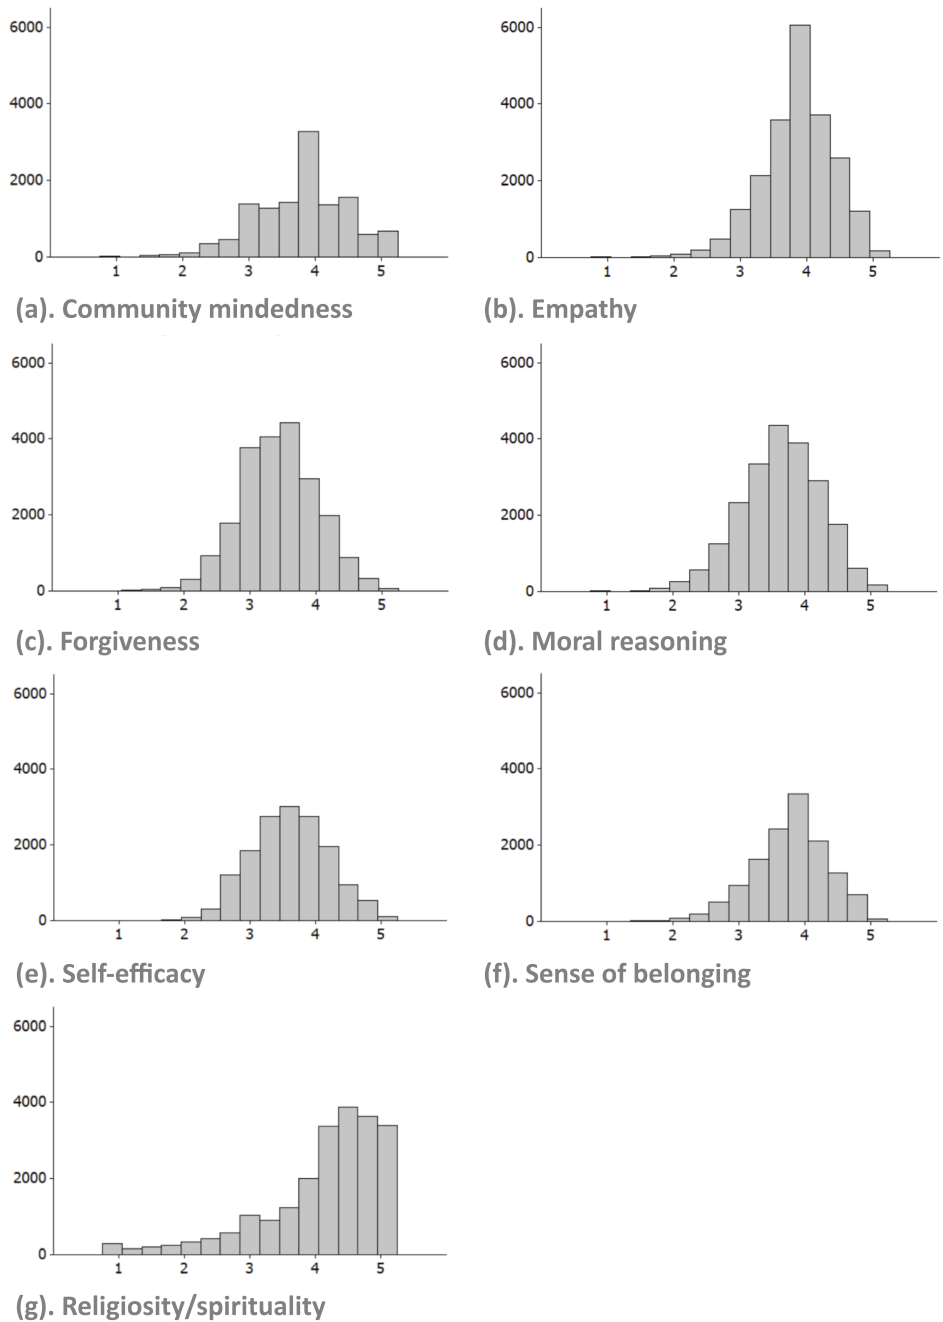 6000
4000
2000
0
1 2 3 4 5
(a). Community mindedness
6000
4000
2000
0
1 2 3 4 5
(b). Empathy
6000
4000
2000
0
1 2 3 4 5
(c). Forgiveness
6000
4000
2000
0
1 2 3 4 5
(d). Moral reasoning
6000
4000
2000
0
1 2 3 4 5
(e). Self-efficacy
6000
4000
2000
0
1 2 3 4 5
(f). Sense of belonging
6000
4000
2000
0
1 2 3 4 5
(g). Religiosity/spirituality